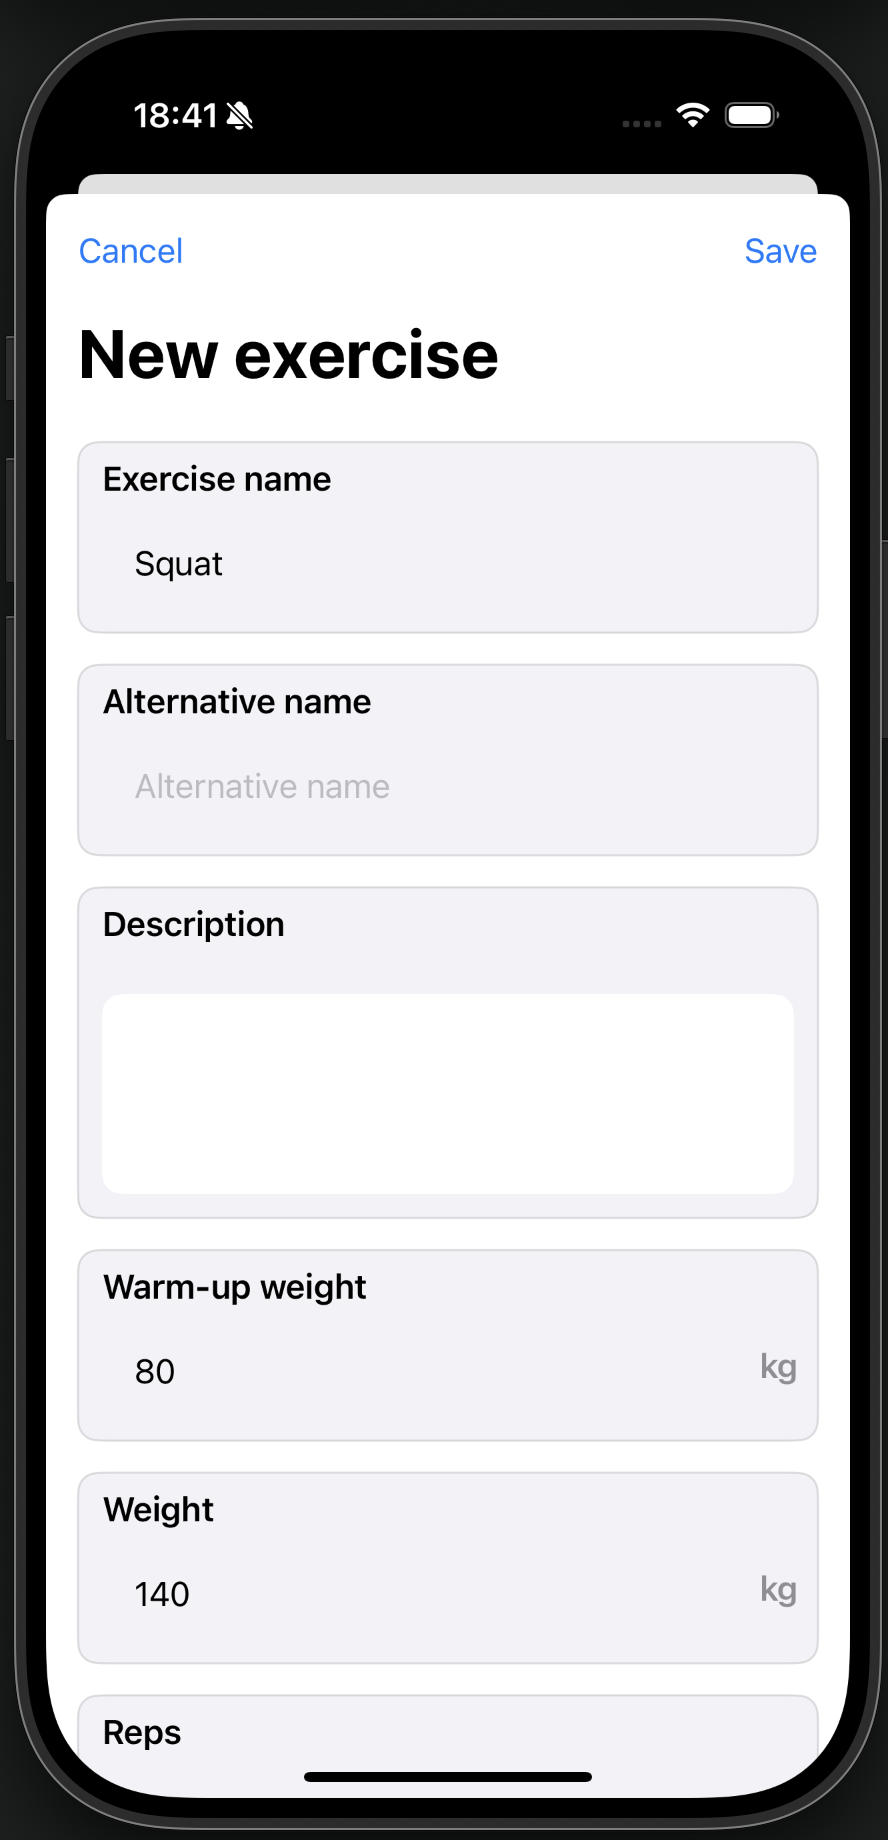 18:41
Cancel
Save
New exercise
Exercise name
Squat
Alternative name
Alternative name
Description
Warm-up weight
80 kg
Weight
140 kg
Reps